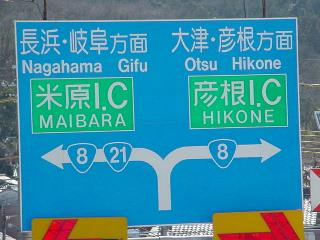 長浜・岐阜方面
Nagahama Gifu
米原I.C
MAIBARA
8 21
大津・彦根方面
Otsu Hikone
彦根I.C
HIKONE
8